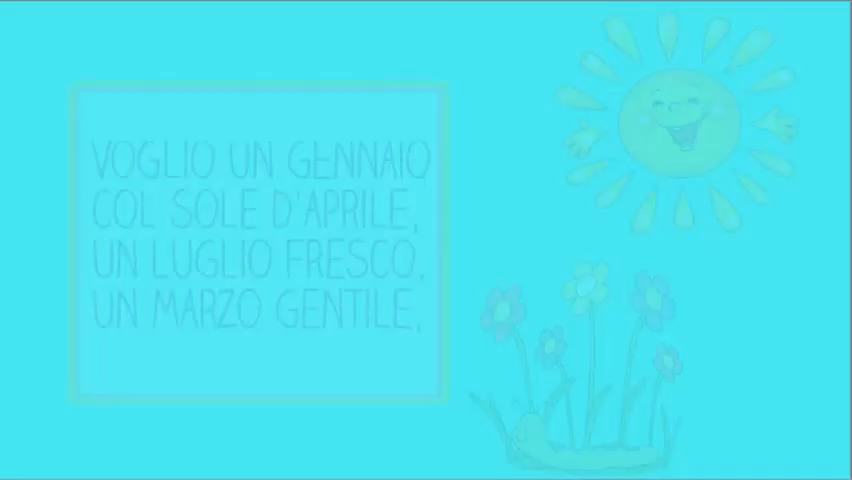 VOGLIO UN GENNAIO
COL SOLE D'APRILE,
UN LUGLIO FRESCO,
UN MARZO GENTILE,